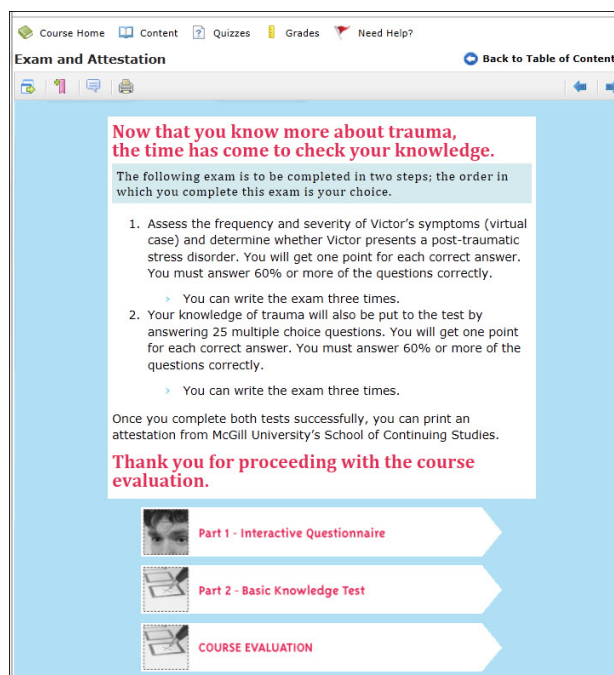 Course Home Content Quizzes Grades Need Help?
Exam and Attestation Back to Table of Content
Now that you know more about trauma,
the time has come to check your knowledge.
The following exam is to be completed in two steps; the order in
which you complete this exam is your choice.
1. Assess the frequency and severity of Victor's symptoms (virtual
case) and determine whether Victor presents a post-traumatic
stress disorder. You will get one point for each correct answer.
You must answer 60% or more of the questions correctly.
› You can write the exam three times.
2. Your knowledge of trauma will also be put to the test by
answering 25 multiple choice questions. You will get one point
for each correct answer. You must answer 60% or more of the
questions correctly.
› You can write the exam three times.
Once you complete both tests successfully, you can print an
attestation from McGill University's School of Continuing Studies.
Thank you for proceeding with the course
evaluation.
Part 1 - Interactive Questionnaire
Part 2 - Basic Knowledge Test
COURSE EVALUATION